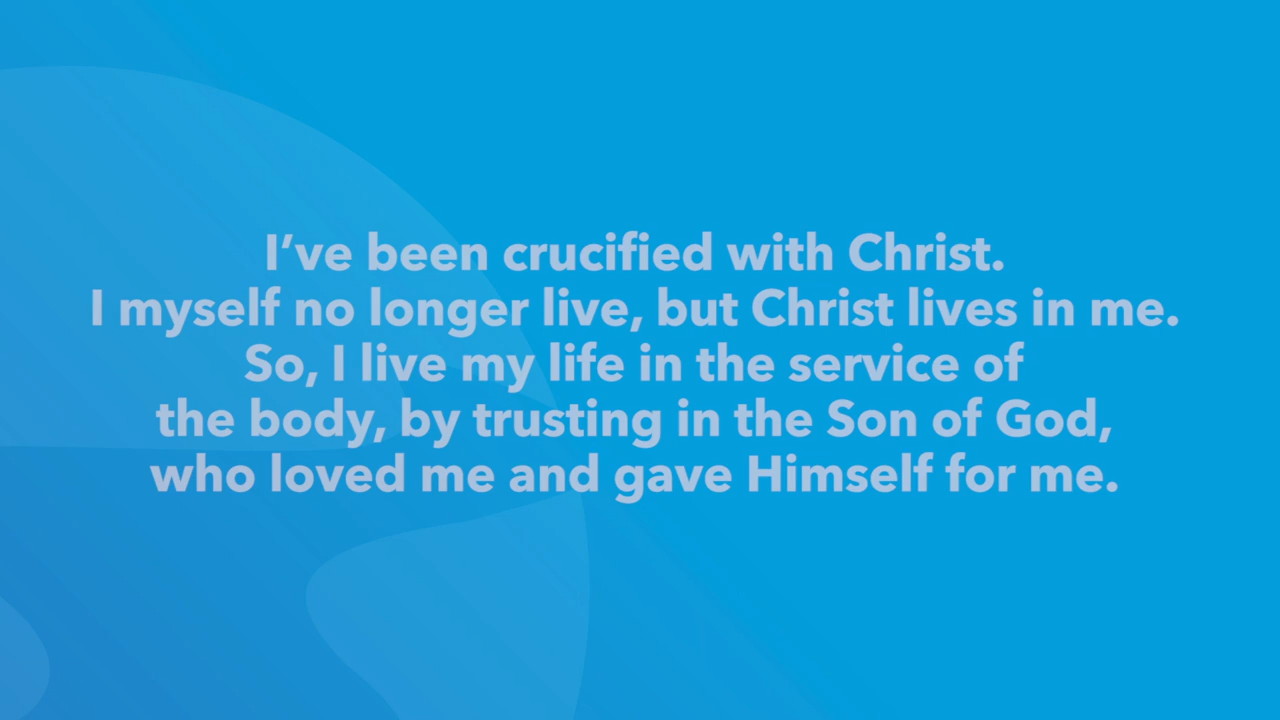 I’ve been crucified with Christ.
I myself no longer live, but Christ lives in me.
So, I live my life in the service of
the body, by trusting in the Son of God,
who loved me and gave Himself for me.